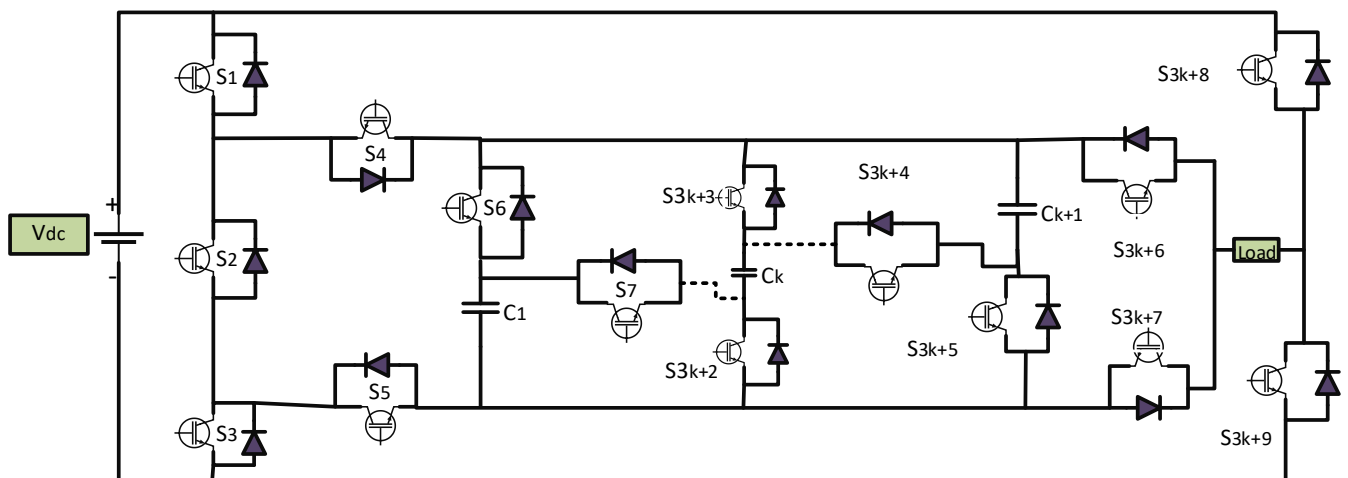 S1
S3k+8
S4
S3k+4
+
S6
S3k+3
Ck+1
Vdc
S2
S3k+6
Load
-
S7
Ck
C1
S3k+7
S3k+5
S3k+2
S5
S3
S3k+9